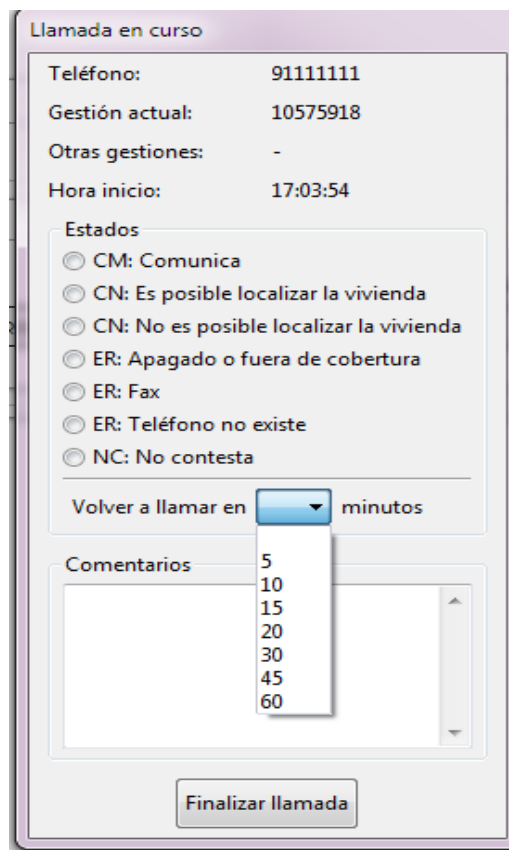 Llamada en curso
Teléfono: 91111111
Gestión actual: 10575918
Otras gestiones: -
Hora inicio: 17:03:54
Estados
CM: Comunica
CN: Es posible localizar la vivienda
CN: No es posible localizar la vivienda
ER: Apagado o fuera de cobertura
ER: Fax
ER: Teléfono no existe
NC: No contesta
Volver a llamar en minutos
Comentarios
5
10
15
20
30
45
60
Finalizar llamada